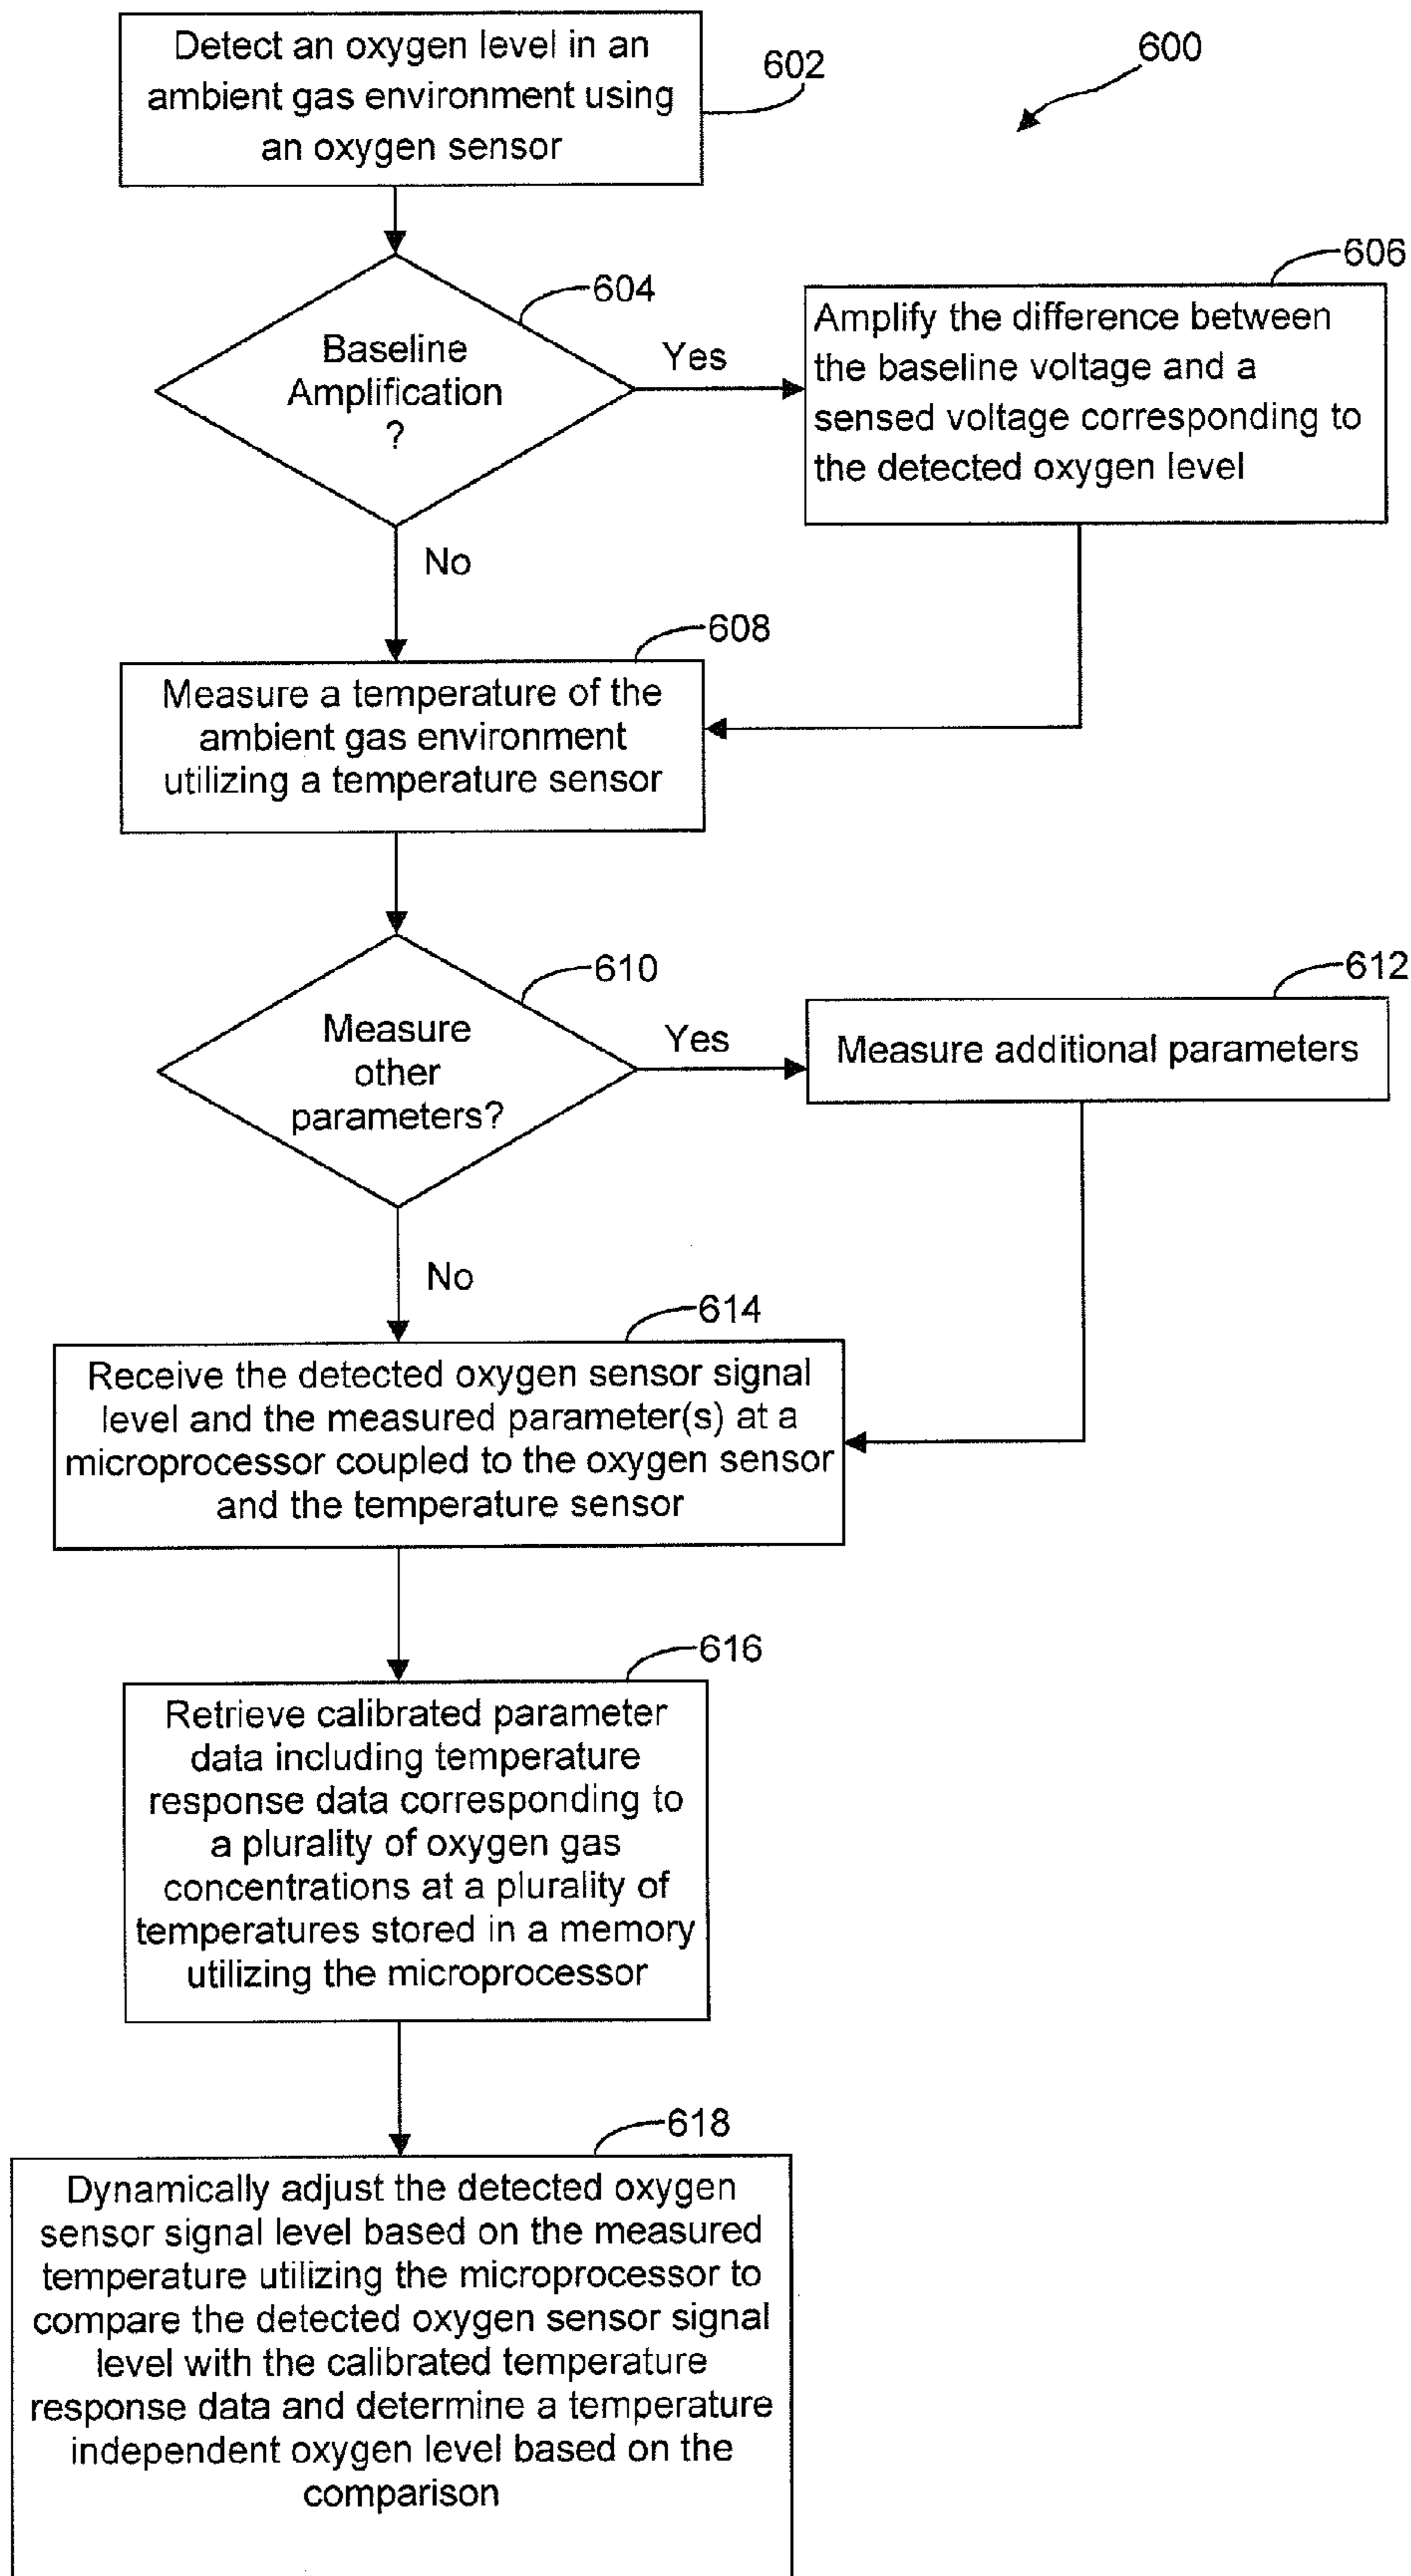 Detect an oxygen level in an
ambient gas environment using
an oxygen sensor
602
600
Baseline
Amplification
?
604
Yes
606
Amplify the difference between
the baseline voltage and a
sensed voltage corresponding to
the detected oxygen level
No
608
Measure a temperature of the
ambient gas environment
utilizing a temperature sensor
610
Measure
other
parameters?
Yes
612
Measure additional parameters
No
614
Receive the detected oxygen sensor signal
level and the measured parameter(s) at a
microprocessor coupled to the oxygen sensor
and the temperature sensor
616
Retrieve calibrated parameter
data including temperature
response data corresponding to
a plurality of oxygen gas
concentrations at a plurality of
temperatures stored in a memory
utilizing the microprocessor
618
Dynamically adjust the detected oxygen
sensor signal level based on the measured
temperature utilizing the microprocessor to
compare the detected oxygen sensor signal
level with the calibrated temperature
response data and determine a temperature
independent oxygen level based on the
comparison